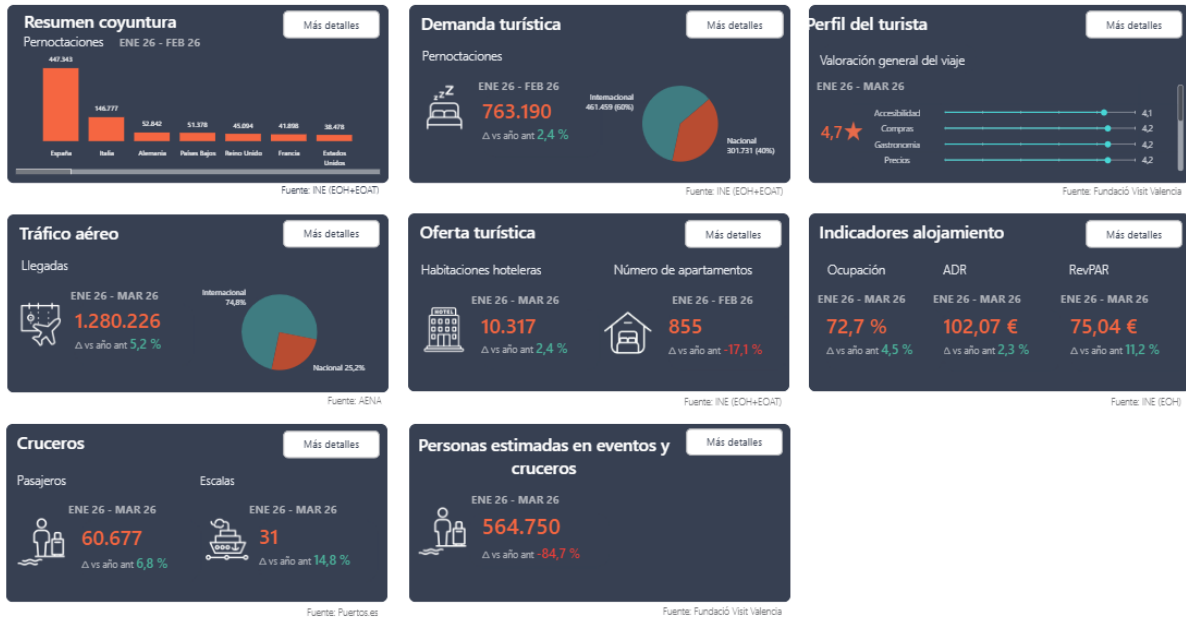 Resumen coyuntura
Más detalles
Pernoctaciones ENE 26 - FEB 26
447.343
146.777
52.842
51.378
45.094
41.898
38.478
España
Italia
Alemania
Países Bajos
Reino Unido
Francia
Estados
Unidos
Fuente: INE (EOH+EOAT)
Demanda turística
Más detalles
Pernoctaciones
zzZ
ENE 26 - FEB 26
763.190
Δ vs año ant 2,4 %
Internacional
461.459 (60%)
Nacional
301.731 (40%)
Fuente: INE (EOH+EOAT)
Perfil del turista
Más detalles
Valoración general del viaje
ENE 26 - MAR 26
4,7
Accesibilidad 4,1
Compras 4,2
Gastronomía 4,2
Precios 4,2
Fuente: Fundació Visit Valencia
Tráfico aéreo
Más detalles
Llegadas
ENE 26 - MAR 26
1.280.226
Δ vs año ant 5,2 %
Internacional
74,8%
Nacional 25,2%
Fuente: AENA
Oferta turística
Más detalles
Habitaciones hoteleras
HOTEL
ENE 26 - MAR 26
10.317
Δ vs año ant 2,4 %
Número de apartamentos
ENE 26 - FEB 26
855
Δ vs año ant -17,1 %
Fuente: INE (EOH+EOAT)
Indicadores alojamiento
Más detalles
Ocupación
ADR
RevPAR
ENE 26 - MAR 26
ENE 26 - MAR 26
ENE 26 - MAR 26
72,7 %
102,07 €
75,04 €
Δ vs año ant 4,5 %
Δ vs año ant 2,3 %
Δ vs año ant 11,2 %
Fuente: INE (EOH)
Cruceros
Más detalles
Pasajeros
ENE 26 - MAR 26
60.677
Δ vs año ant 6,8 %
Escalas
ENE 26 - MAR 26
31
Δ vs año ant 14,8 %
Fuente: Puertos.es
Personas estimadas en eventos y
cruceros
Más detalles
ENE 26 - MAR 26
564.750
Δ vs año ant -84,7 %
Fuente: Fundació Visit Valencia